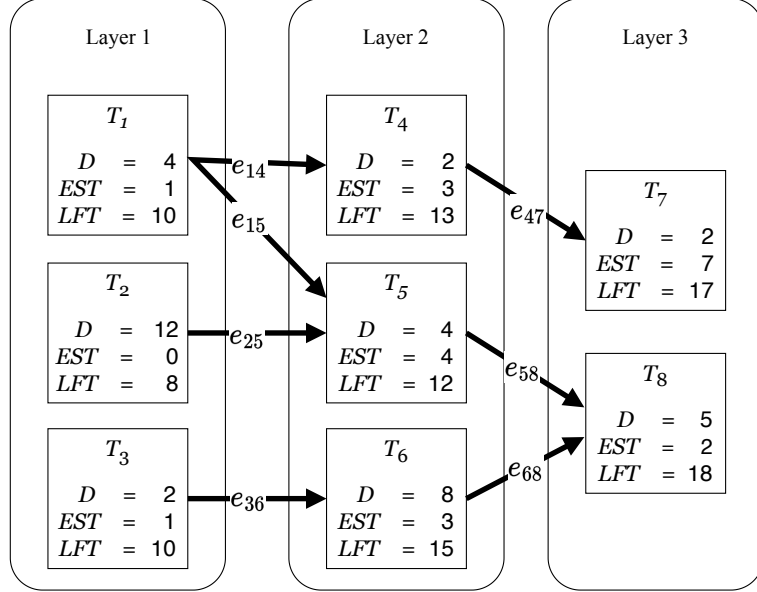 Layer 1
T1
D = 4
EST = 1
LFT = 10
T2
D = 12
EST = 0
LFT = 8
T3
D = 2
EST = 1
LFT = 10
e14
e15
e25
e36
Layer 2
T4
D = 2
EST = 3
LFT = 13
T5
D = 4
EST = 4
LFT = 12
T6
D = 8
EST = 3
LFT = 15
e47
e58
e68
Layer 3
T7
D = 2
EST = 7
LFT = 17
T8
D = 5
EST = 2
LFT = 18